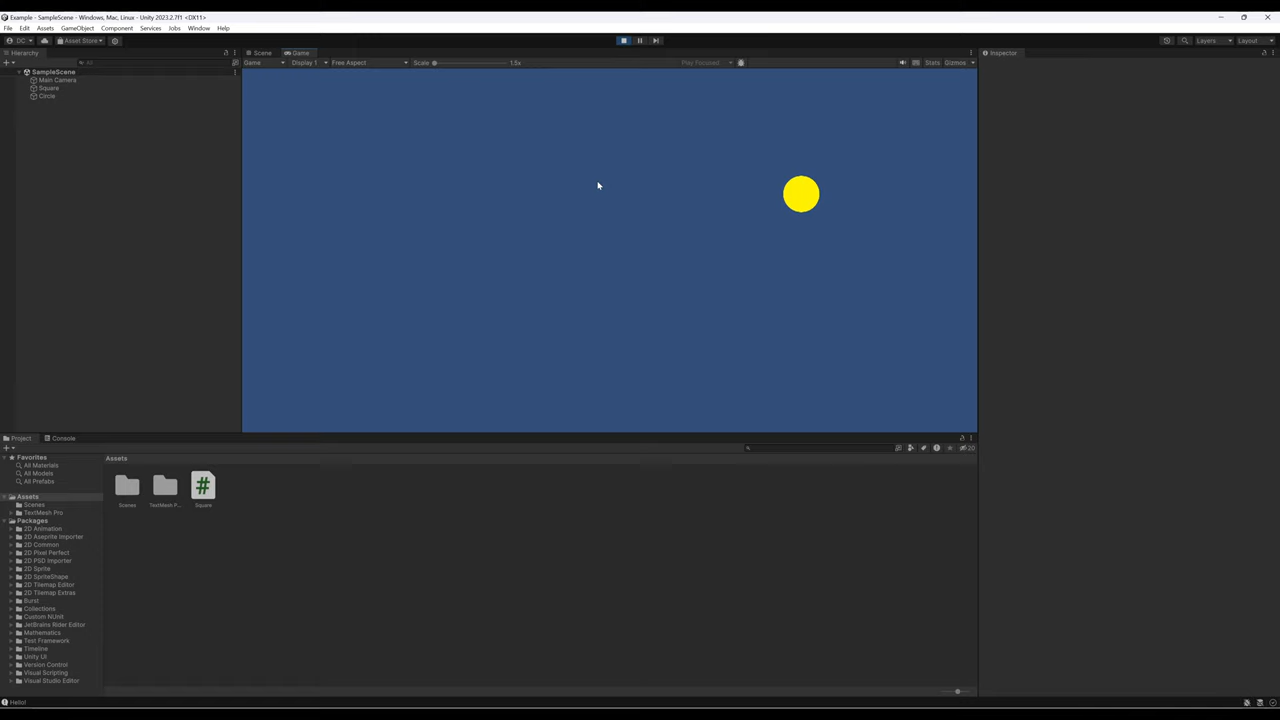 Example - SampleScene - Windows, Mac, Linux - Unity 2023.2.7f1 <DX11>
File Edit Assets GameObject Component Services Jobs Window Help
DC Asset Store Layers Layout
Hierarchy Scene Game Inspector
All Game Display 1 Free Aspect Scale 1.5x Play Focused Stats Gizmos
SampleScene
Main Camera
Square
Circle
Project Console
Favorites
All Materials
All Models
All Prefabs
Assets
Scenes
TextMesh Pro
Packages
2D Animation
2D Aseprite Importer
2D Common
2D Pixel Perfect
2D PSD Importer
2D Sprite
2D SpriteShape
2D Tilemap Editor
2D Tilemap Extras
Burst
Collections
Custom NUnit
JetBrains Rider Editor
Mathematics
Test Framework
Timeline
Unity UI
Version Control
Visual Scripting
Visual Studio Editor
Assets
20
#
Scenes TextMesh P... Square
Hello!